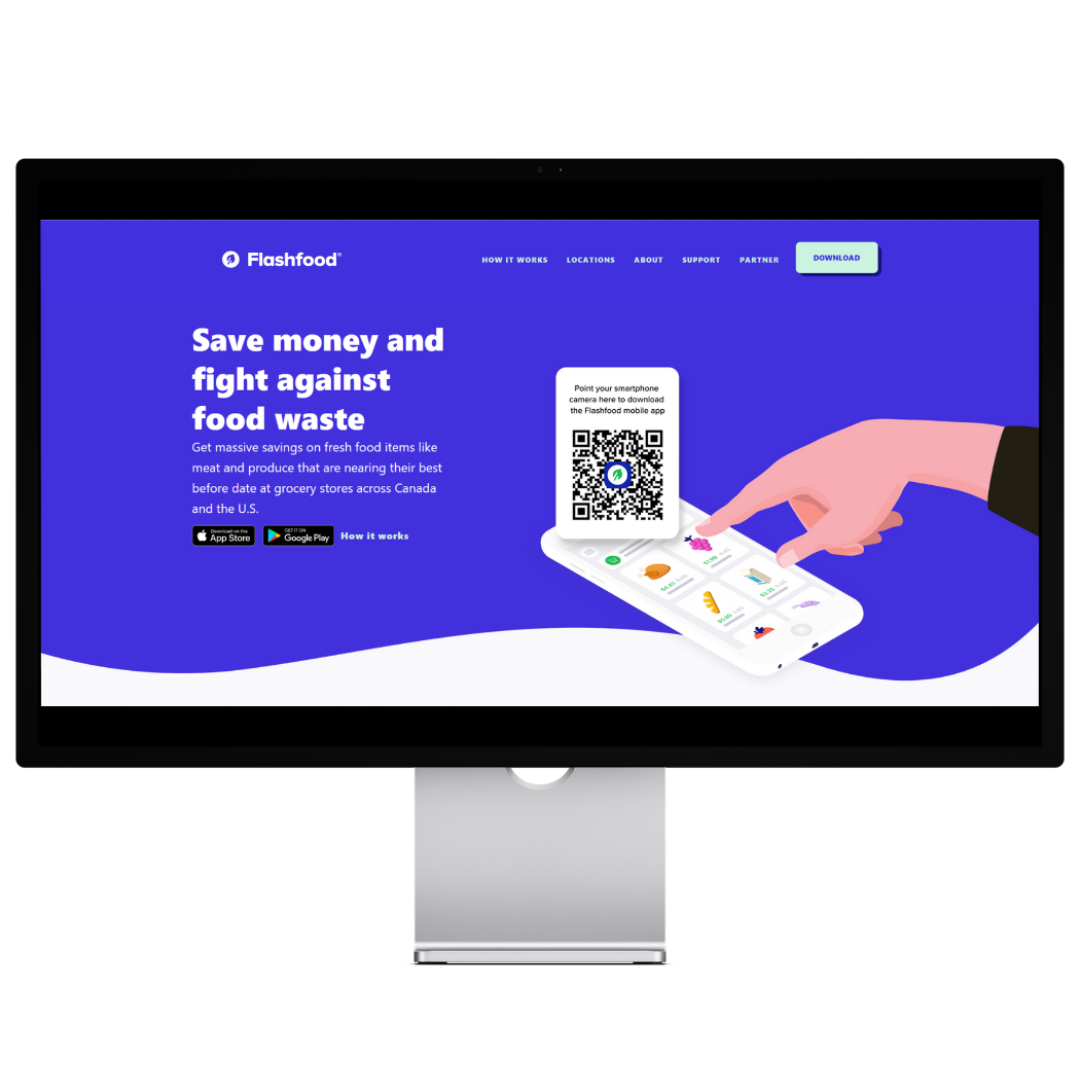 Flashfood®
HOW IT WORKS LOCATIONS ABOUT SUPPORT PARTNER DOWNLOAD
Save money and
fight against
food waste
Get massive savings on fresh food items like
meat and produce that are nearing their best
before date at grocery stores across Canada
and the U.S.
Download on the
App Store
GET IT ON
Google Play
How it works
Point your smartphone
camera here to download
the Flashfood mobile app